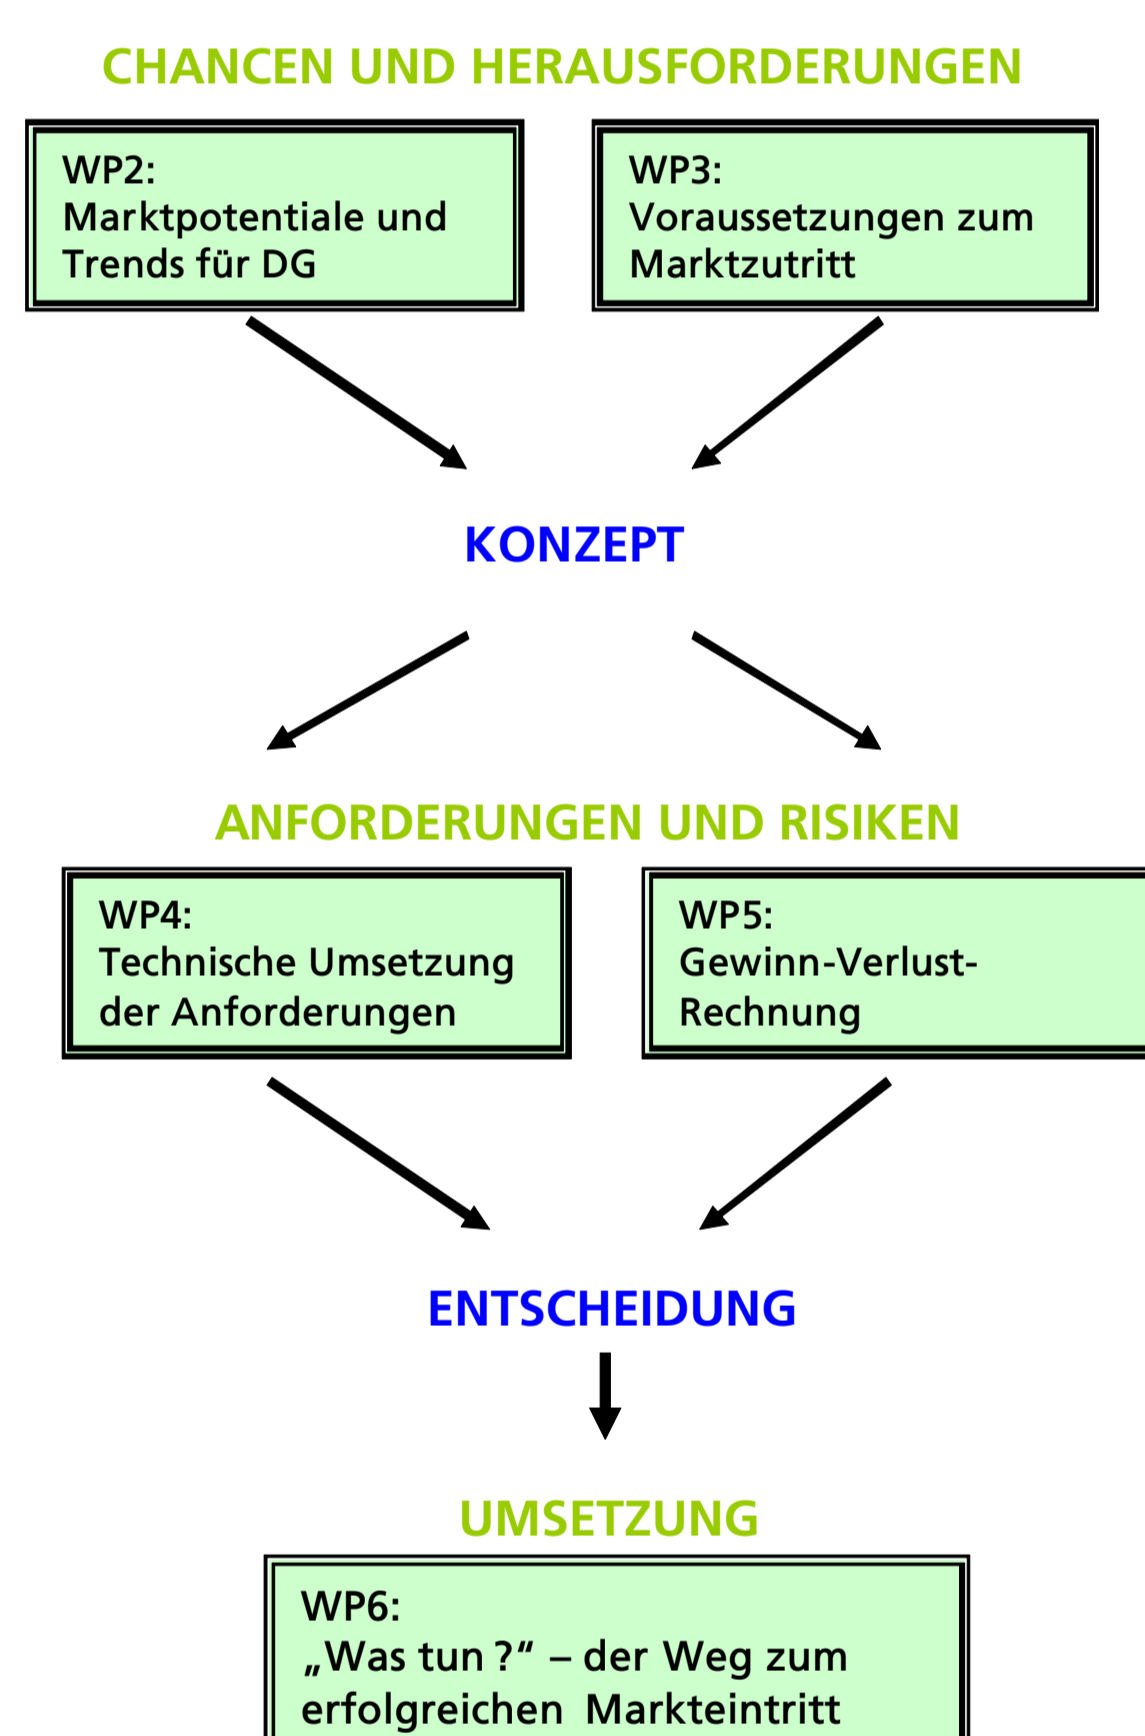 CHANCEN UND HERAUSFORDERUNGEN
WP2:
Marktpotentiale und
Trends für DG
WP3:
Voraussetzungen zum
Marktzutritt
KONZEPT
ANFORDERUNGEN UND RISIKEN
WP4:
Technische Umsetzung
der Anforderungen
WP5:
Gewinn-Verlust-
Rechnung
ENTSCHEIDUNG
UMSETZUNG
WP6:
„Was tun ?“ – der Weg zum
erfolgreichen Markteintritt